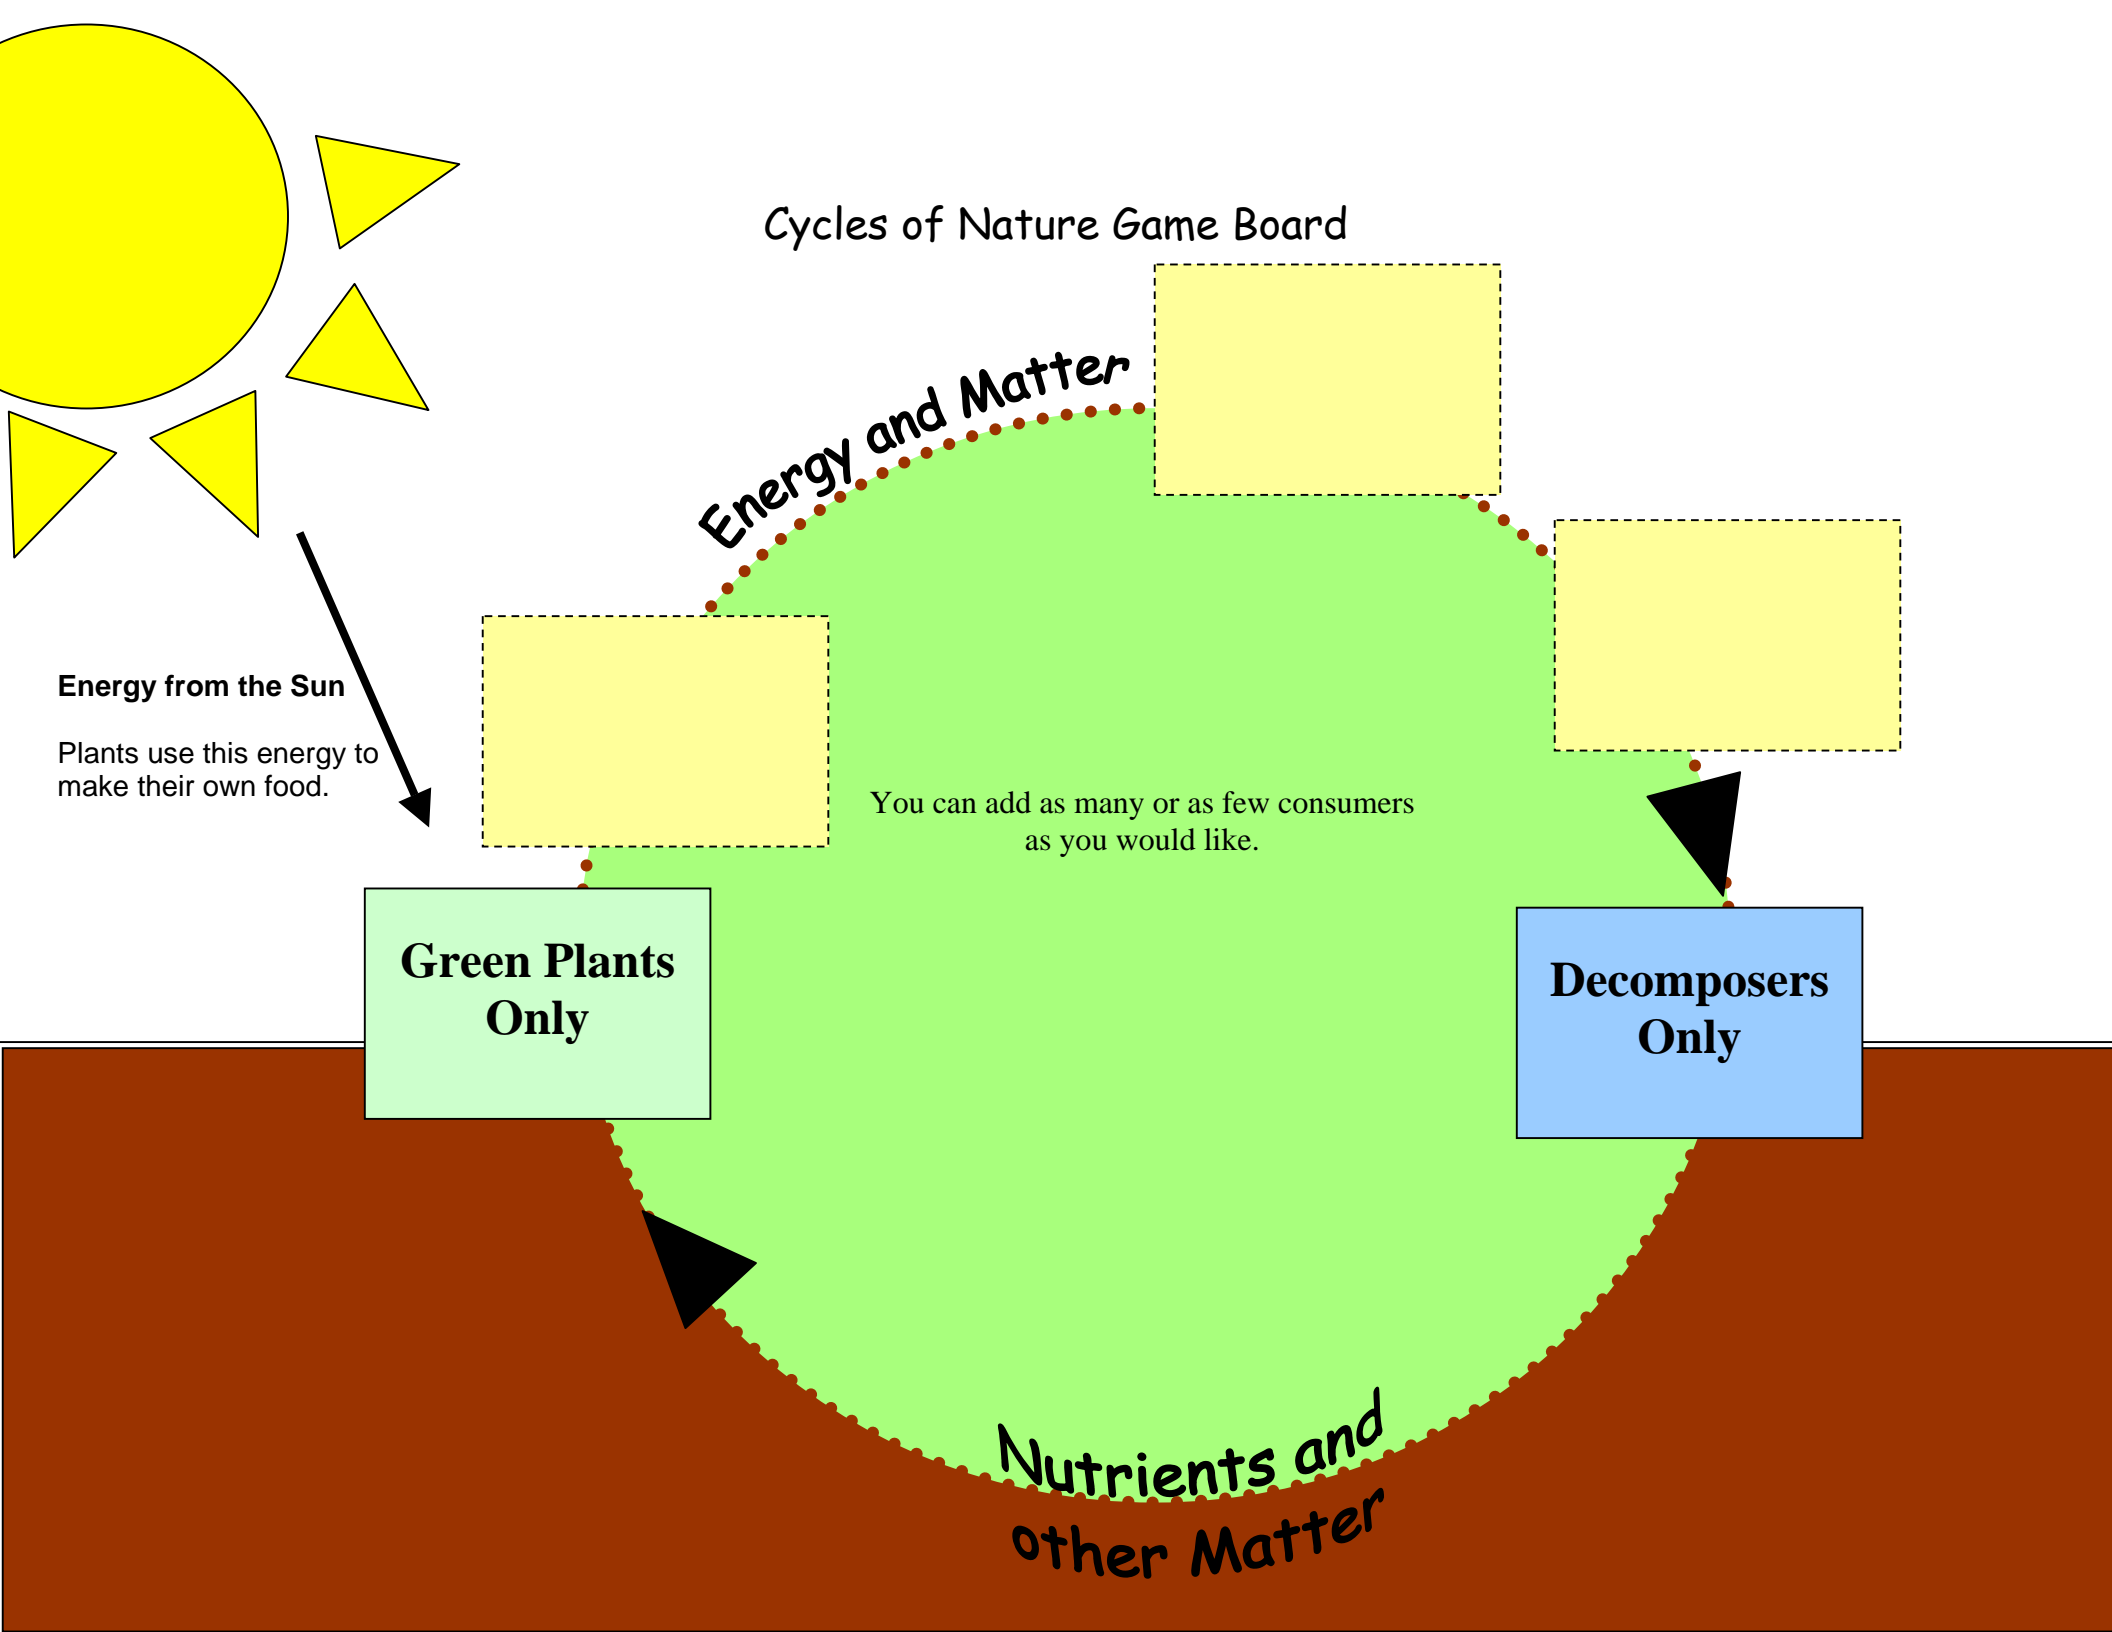 Cycles of Nature Game Board
Energy and Matter
Energy from the Sun
Plants use this energy to
make their own food.
You can add as many or as few consumers
as you would like.
Green Plants
Only
Decomposers
Only
Nutrients and
other Matter